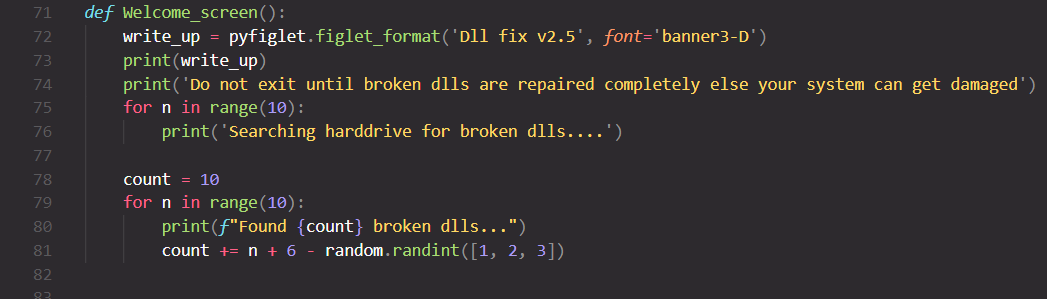 71 def Welcome_screen():
72 write_up = pyfiglet.figlet_format('Dll fix v2.5', font='banner3-D')
73 print(write_up)
74 print('Do not exit until broken dlls are repaired completely else your system can get damaged')
75 for n in range(10):
76 print('Searching harddrive for broken dlls....')
77
78 count = 10
79 for n in range(10):
80 print(f"Found {count} broken dlls...")
81 count += n + 6 - random.randint([1, 2, 3])
82
83